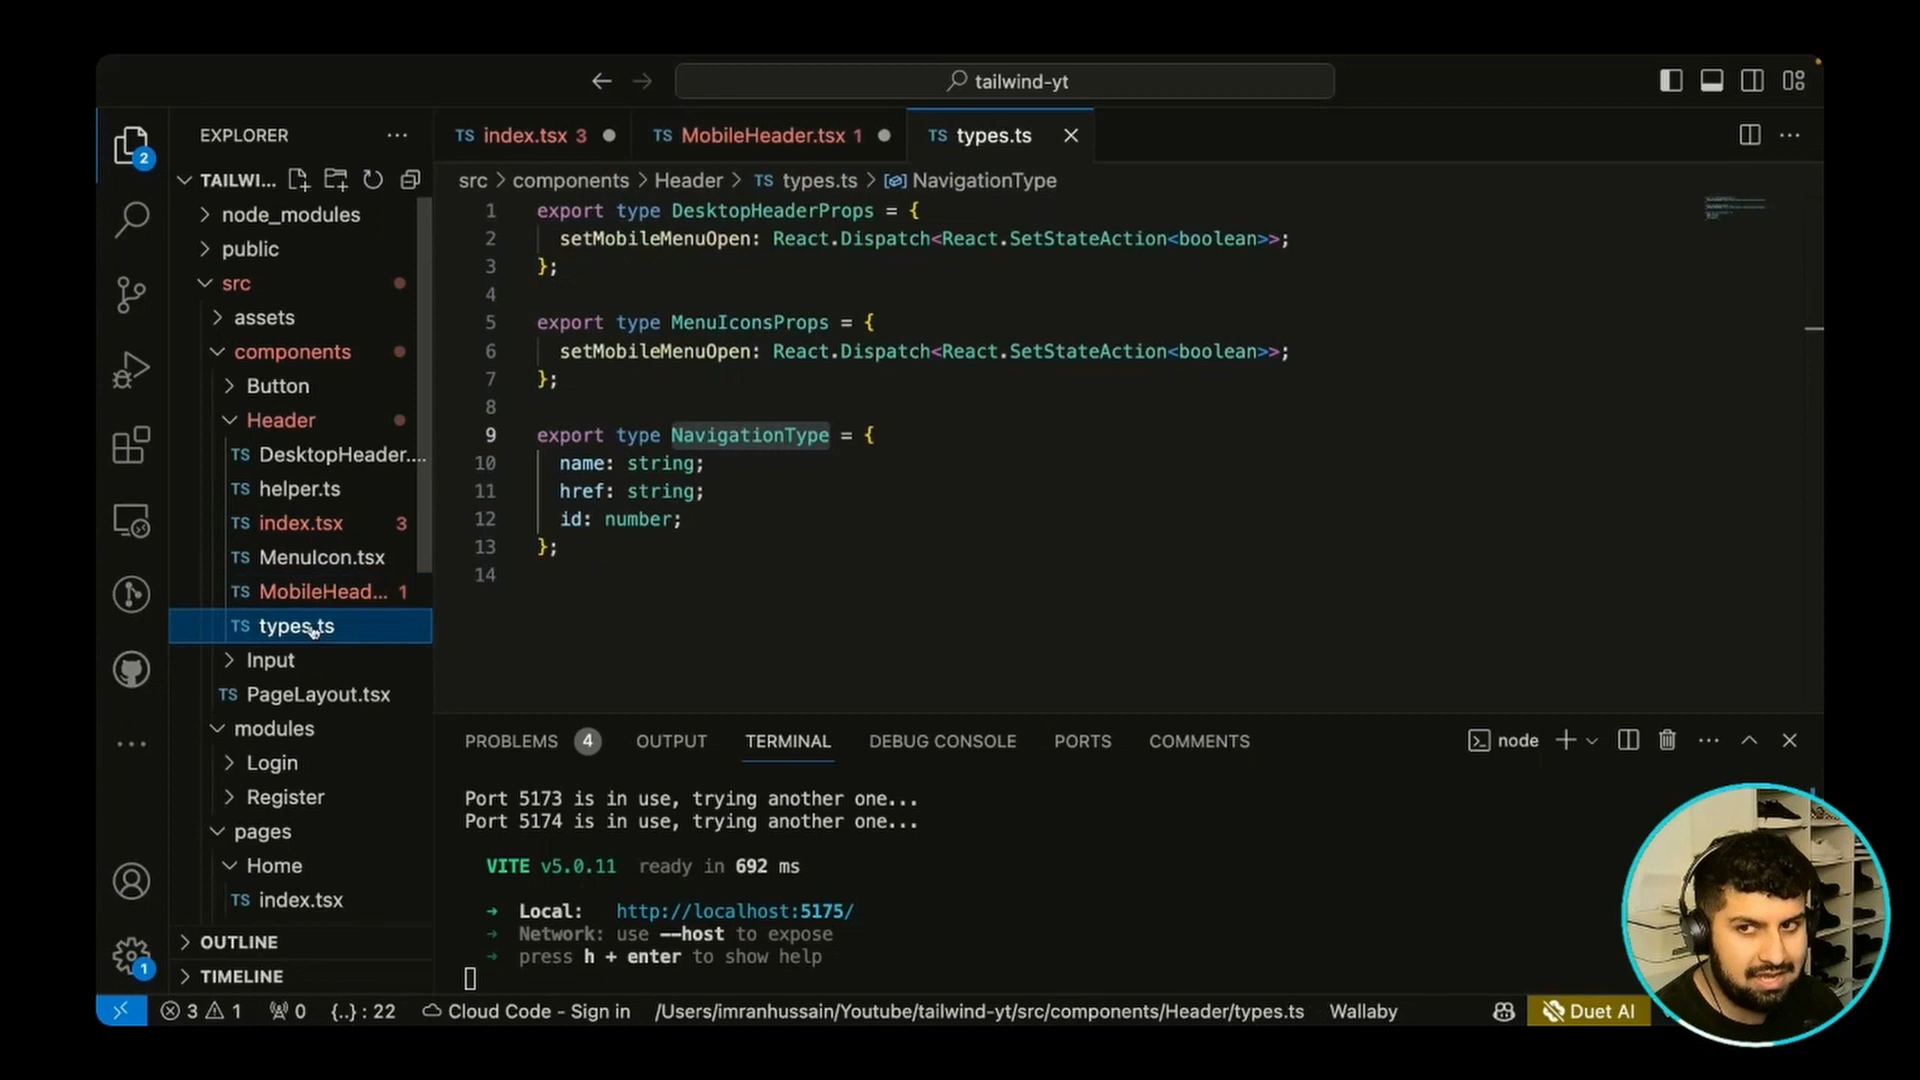 tailwind-yt
EXPLORER ...
TS index.tsx 3
TS MobileHeader.tsx 1
TS types.ts
2
TAILWI...
src > components > Header > TS types.ts > NavigationType
node_modules
public
src
assets
components
Button
Header
TS DesktopHeader....
TS helper.ts
TS index.tsx 3
TS MenuIcon.tsx
TS MobileHead... 1
TS types.ts
Input
TS PageLayout.tsx
modules
Login
Register
pages
Home
TS index.tsx
OUTLINE
TIMELINE
1
1 export type DesktopHeaderProps = {
2 setMobileMenuOpen: React.Dispatch<React.SetStateAction<boolean>>;
3 };
4
5 export type MenuIconsProps = {
6 setMobileMenuOpen: React.Dispatch<React.SetStateAction<boolean>>;
7 };
8
9 export type NavigationType = {
10 name: string;
11 href: string;
12 id: number;
13 };
14
PROBLEMS 4 OUTPUT TERMINAL DEBUG CONSOLE PORTS COMMENTS
node
Port 5173 is in use, trying another one...
Port 5174 is in use, trying another one...
VITE v5.0.11 ready in 692 ms
➜ Local: http://localhost:5175/
➜ Network: use --host to expose
➜ press h + enter to show help
3 1 0 {..} : 22 Cloud Code - Sign in /Users/imranhussain/Youtube/tailwind-yt/src/components/Header/types.ts Wallaby Duet AI